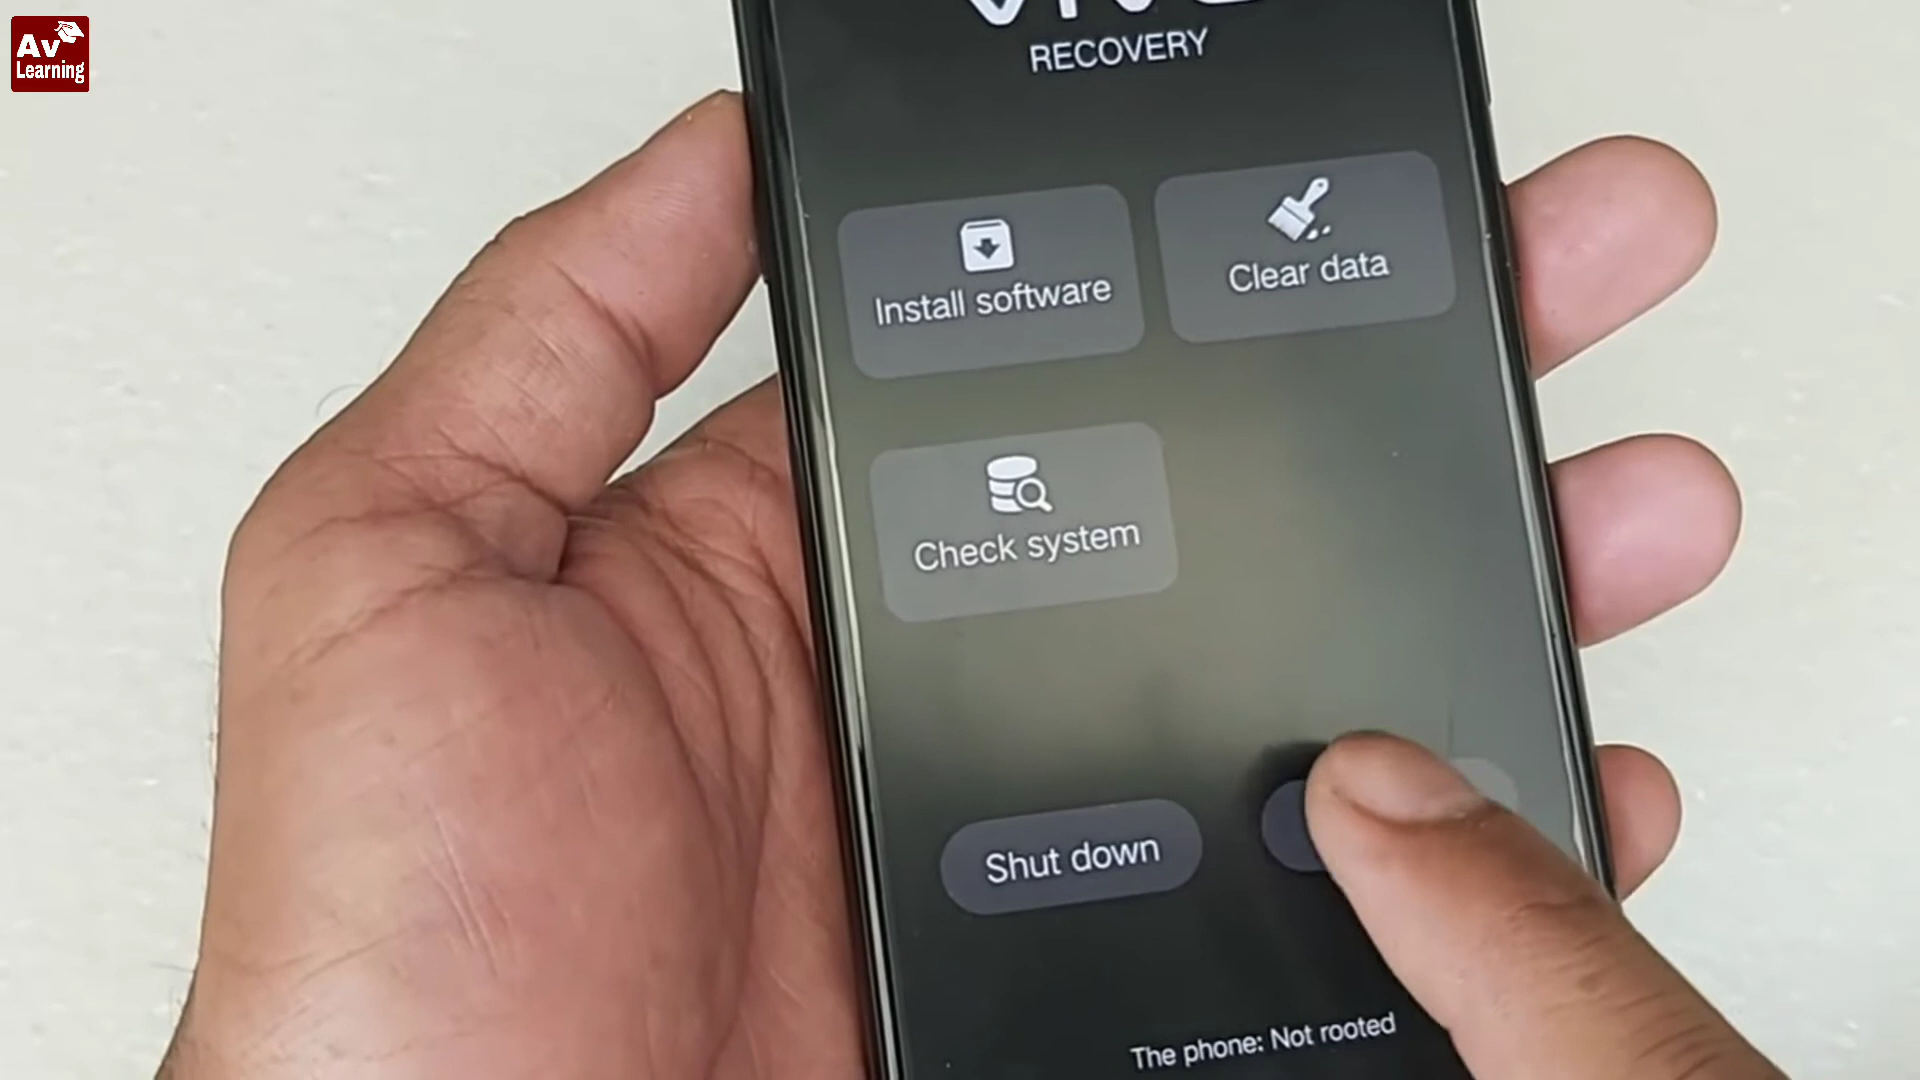 Av
Learning
RECOVERY
Install software
Clear data
Check system
Shut down
The phone: Not rooted